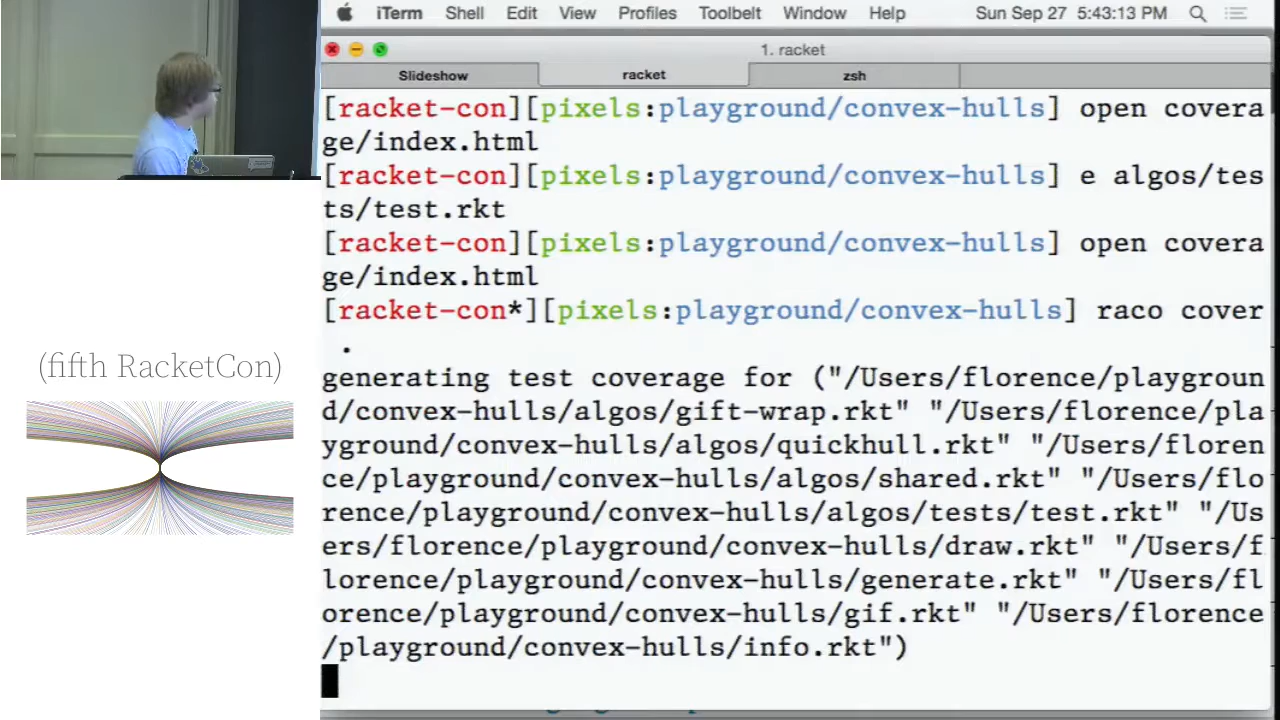 iTerm Shell Edit View Profiles Toolbelt Window Help Sun Sep 27 5:43:13 PM
1. racket
Slideshow racket zsh
[racket-con][pixels:playground/convex-hulls] open covera
ge/index.html
[racket-con][pixels:playground/convex-hulls] e algos/tes
ts/test.rkt
[racket-con][pixels:playground/convex-hulls] open covera
ge/index.html
[racket-con*][pixels:playground/convex-hulls] raco cover
 .
generating test coverage for ("/Users/florence/playgroun
d/convex-hulls/algos/gift-wrap.rkt" "/Users/florence/pla
yground/convex-hulls/algos/quickhull.rkt" "/Users/floren
ce/playground/convex-hulls/algos/shared.rkt" "/Users/flo
rence/playground/convex-hulls/algos/tests/test.rkt" "/Us
ers/florence/playground/convex-hulls/draw.rkt" "/Users/f
lorence/playground/convex-hulls/generate.rkt" "/Users/fl
orence/playground/convex-hulls/gif.rkt" "/Users/florence
/playground/convex-hulls/info.rkt")
(fifth RacketCon)